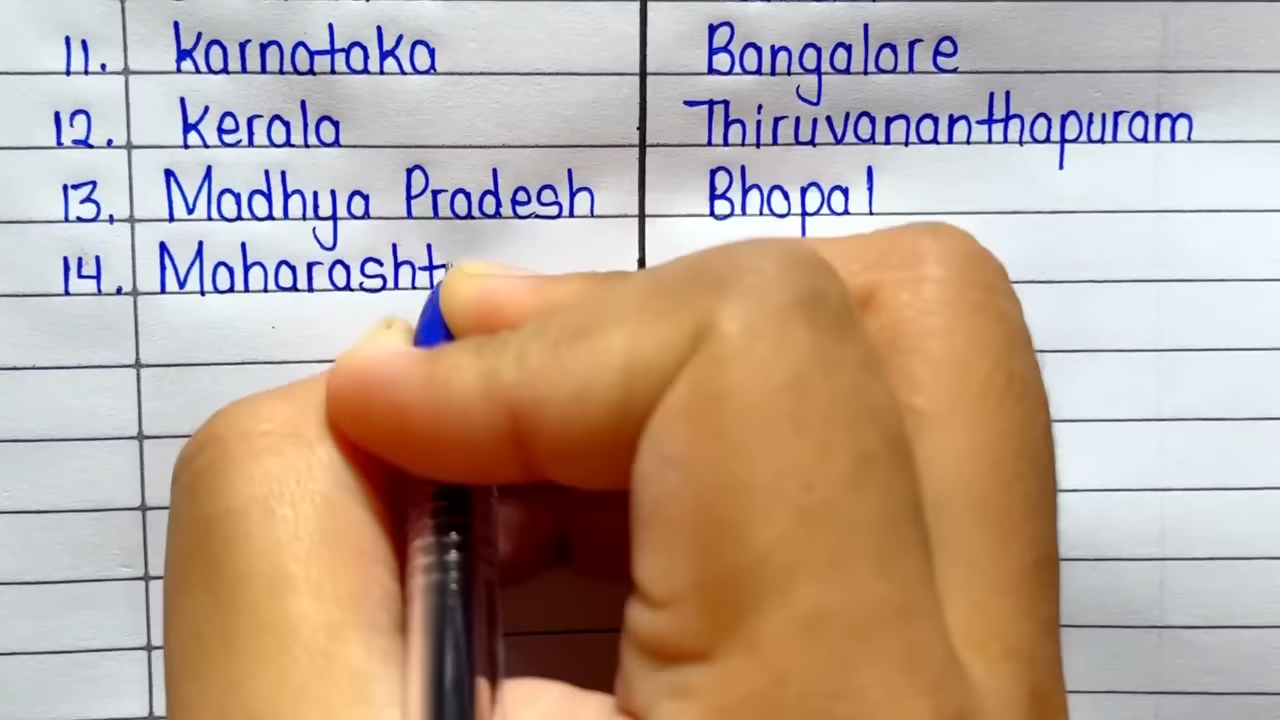 11. Karnataka Bangalore
12. Kerala Thiruvananthapuram
13. Madhya Pradesh Bhopal
14. Maharasht